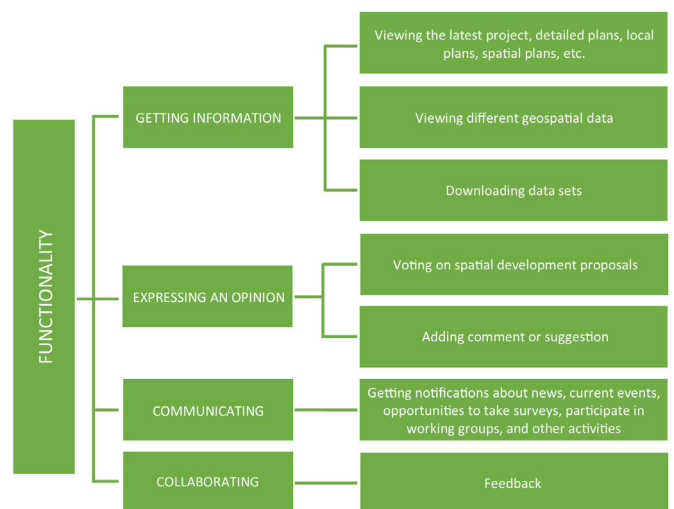 FUNCTIONALITY
GETTING INFORMATION
Viewing the latest project, detailed plans, local
plans, spatial plans, etc.
Viewing different geospatial data
Downloading data sets
EXPRESSING AN OPINION
Voting on spatial development proposals
Adding comment or suggestion
COMMUNICATING
Getting notifications about news, current events,
opportunities to take surveys, participate in
working groups, and other activities
COLLABORATING
Feedback